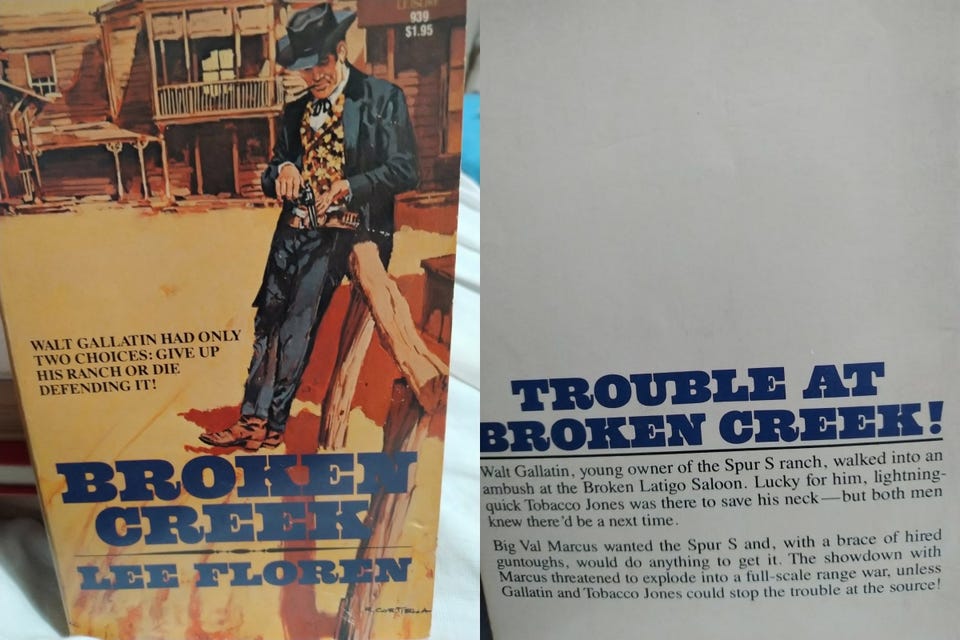 LEISURE
939
$1.95
WALT GALLATIN HAD ONLY
TWO CHOICES: GIVE UP
HIS RANCH OR DIE
DEFENDING IT!
BROKEN
CREEK
LEE FLOREN
TROUBLE AT
BROKEN CREEK!
Walt Gallatin, young owner of the Spur S ranch, walked into an
ambush at the Broken Latigo Saloon. Lucky for him, lightning-
quick Tobacco Jones was there to save his neck—but both men
knew there'd be a next time.
Big Val Marcus wanted the Spur S and, with a brace of hired
guntoughs, would do anything to get it. The showdown with
Marcus threatened to explode into a full-scale range war, unless
Gallatin and Tobacco Jones could stop the trouble at the source!